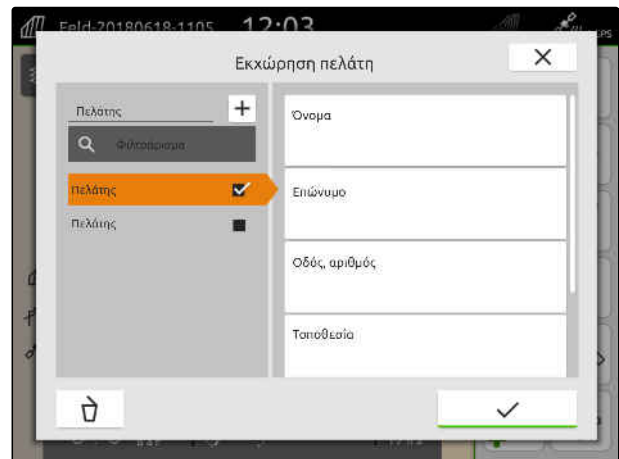 Feld-20180618-1105 12:03
Εκχώρηση πελάτη
Πελάτης
Φιλτράρισμα
Πελάτης
Πελάτης
Όνομα
Επώνυμο
Οδός, αριθμός
Τοποθεσία